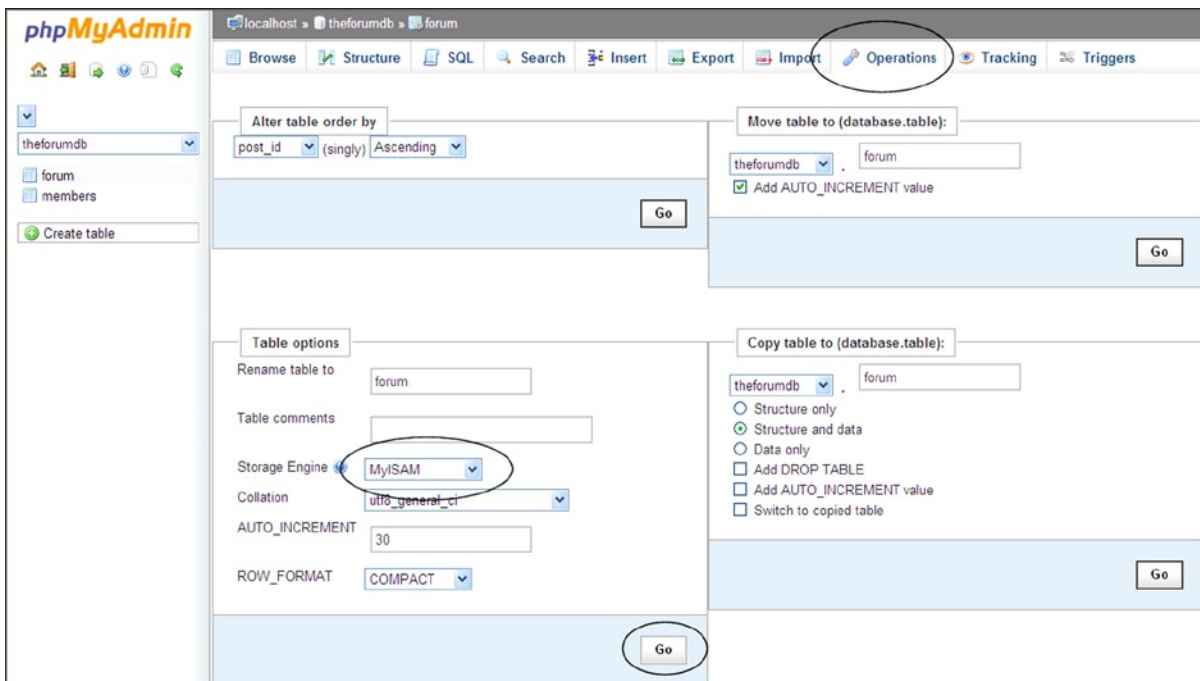 phpMyAdmin
localhost » theforumdb » forum
Browse Structure SQL Search Insert Export Import Operations Tracking Triggers
theforumdb
forum
members
Create table
Alter table order by
post_id (singly) Ascending
Go
Move table to (database.table):
theforumdb . forum
Add AUTO_INCREMENT value
Go
Table options
Rename table to forum
Table comments
Storage Engine MyISAM
Collation utf8_general_ci
AUTO_INCREMENT 30
ROW_FORMAT COMPACT
Go
Copy table to (database.table):
theforumdb . forum
Structure only
Structure and data
Data only
Add DROP TABLE
Add AUTO_INCREMENT value
Switch to copied table
Go